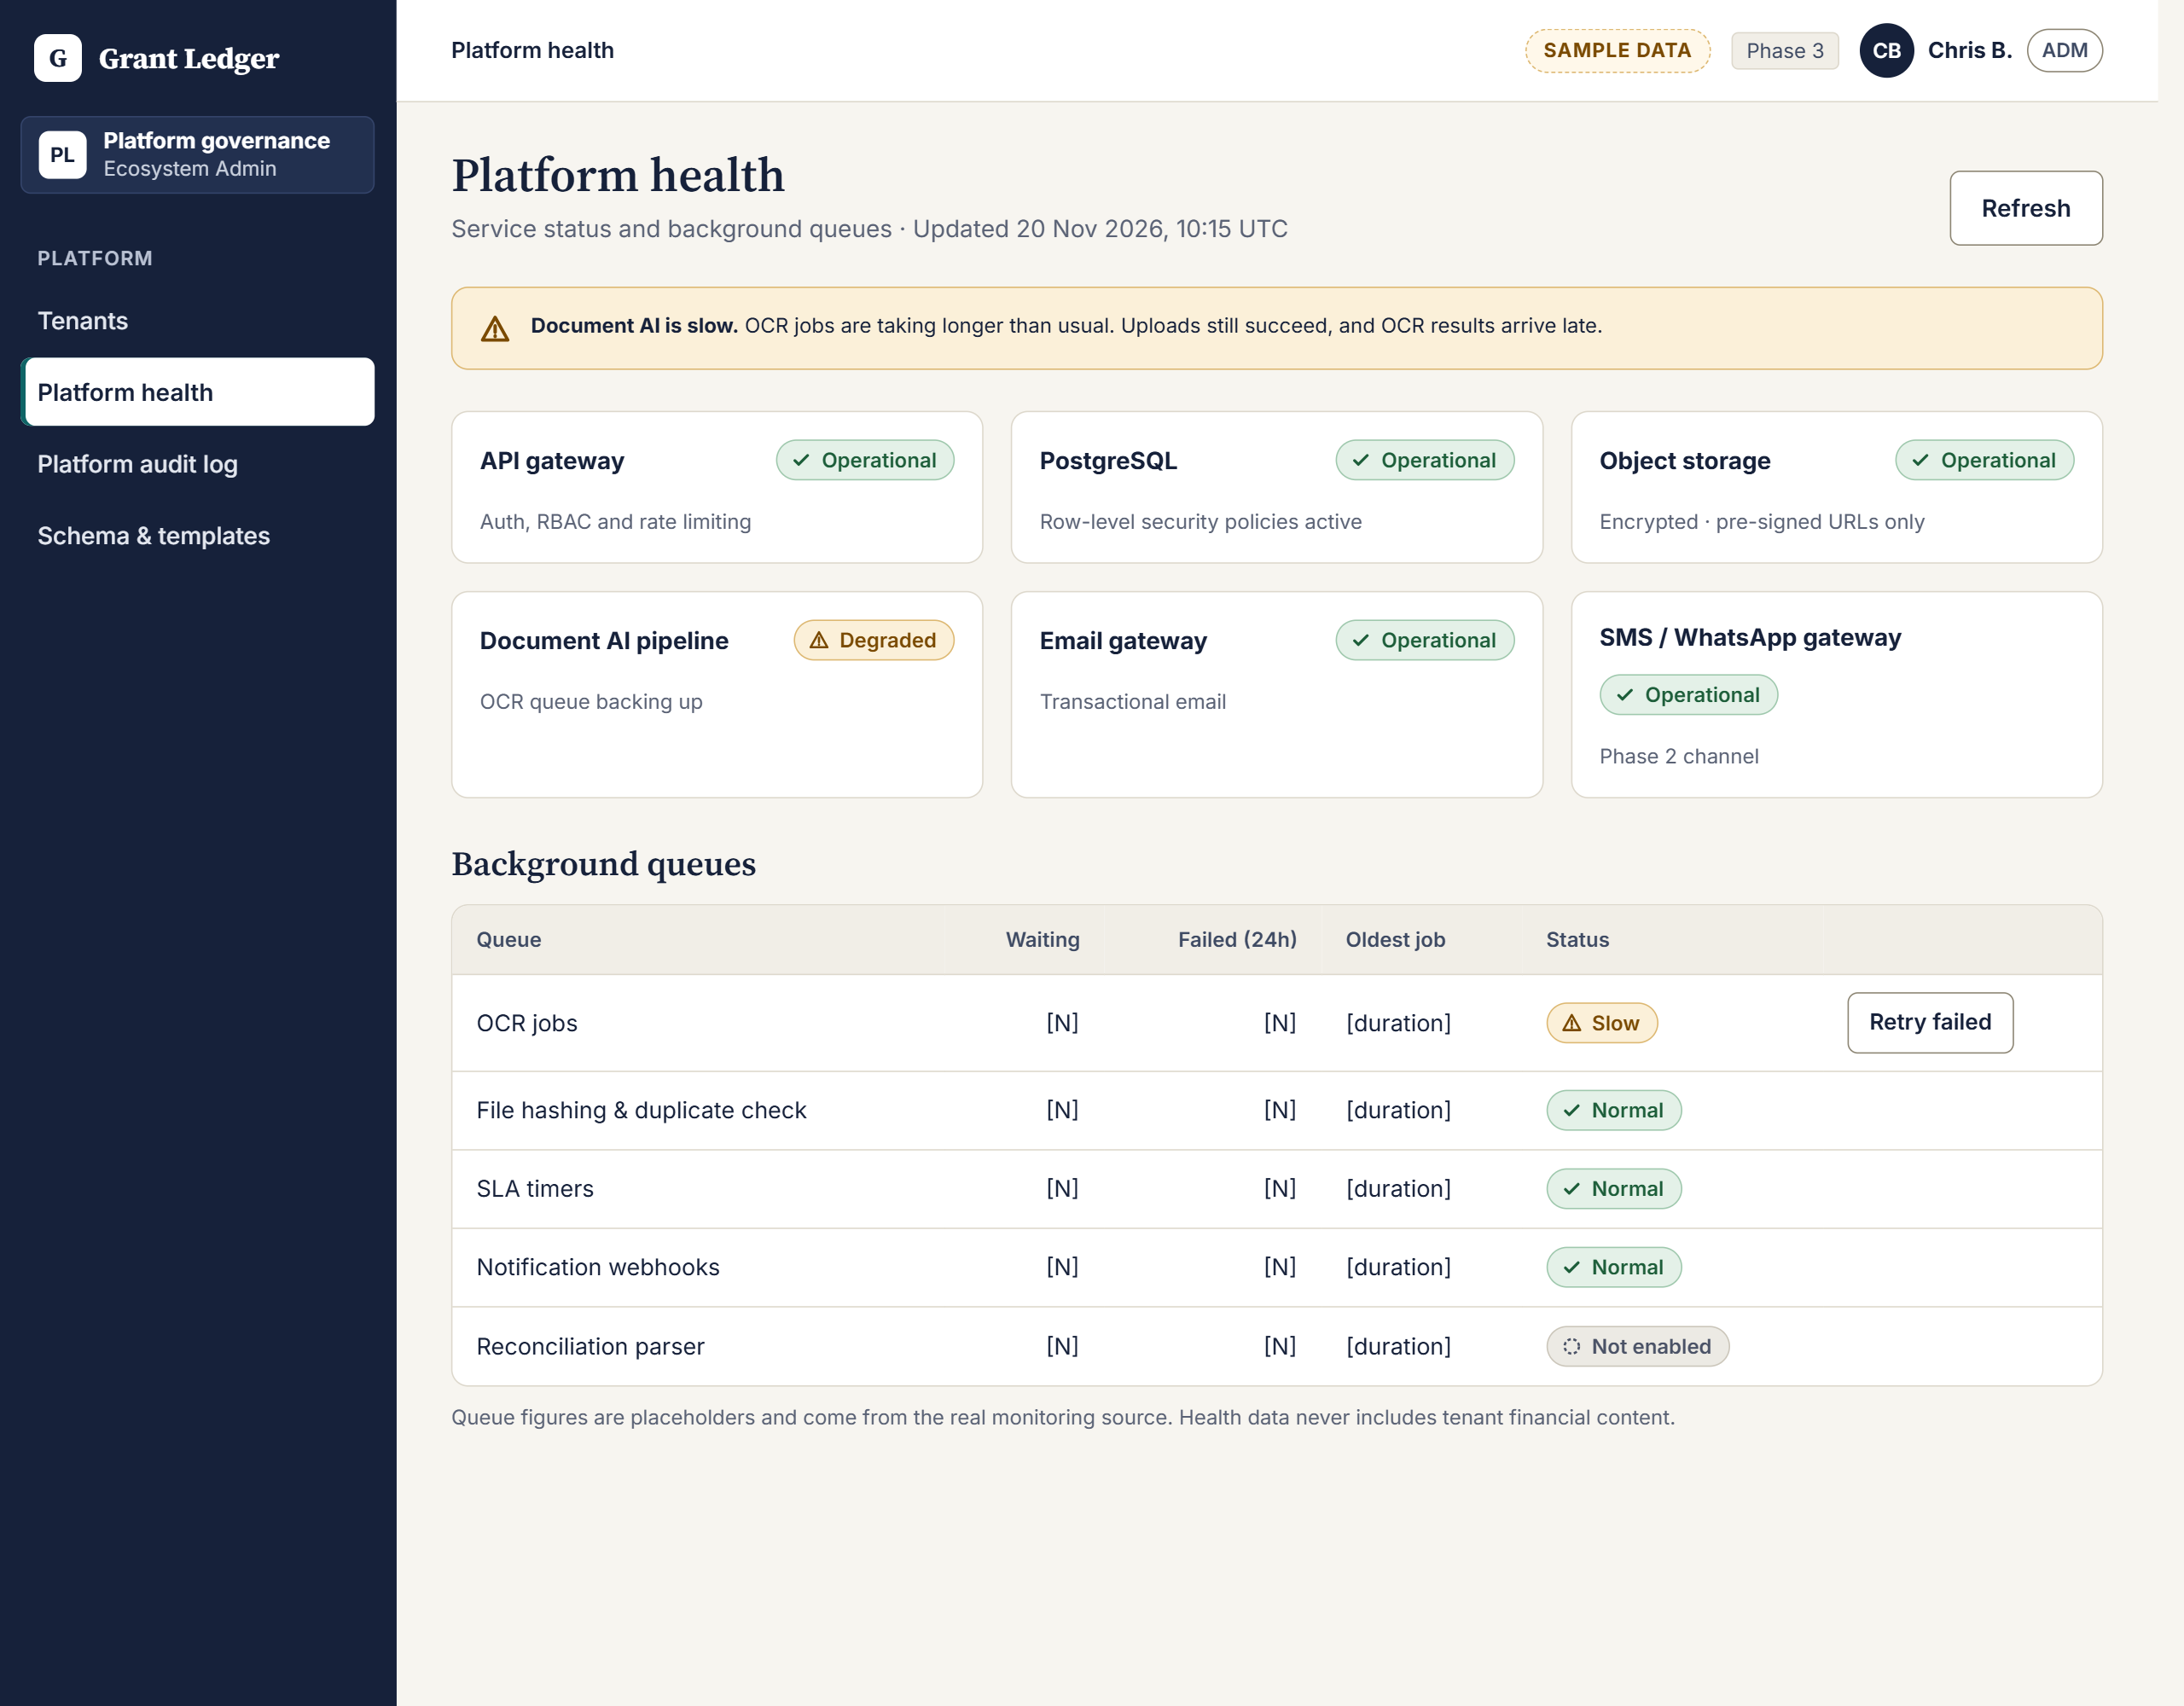 G Grant Ledger
PL Platform governance
Ecosystem Admin
PLATFORM
Tenants
Platform health
Platform audit log
Schema & templates
Platform health
SAMPLE DATA
Phase 3
CB Chris B. ADM
Platform health
Service status and background queues · Updated 20 Nov 2026, 10:15 UTC
Refresh
Document AI is slow. OCR jobs are taking longer than usual. Uploads still succeed, and OCR results arrive late.
API gateway Operational
Auth, RBAC and rate limiting
PostgreSQL Operational
Row-level security policies active
Object storage Operational
Encrypted · pre-signed URLs only
Document AI pipeline Degraded
OCR queue backing up
Email gateway Operational
Transactional email
SMS / WhatsApp gateway
Operational
Phase 2 channel
Background queues
Queue Waiting Failed (24h) Oldest job Status
OCR jobs [N] [N] [duration] Slow Retry failed
File hashing & duplicate check [N] [N] [duration] Normal
SLA timers [N] [N] [duration] Normal
Notification webhooks [N] [N] [duration] Normal
Reconciliation parser [N] [N] [duration] Not enabled
Queue figures are placeholders and come from the real monitoring source. Health data never includes tenant financial content.